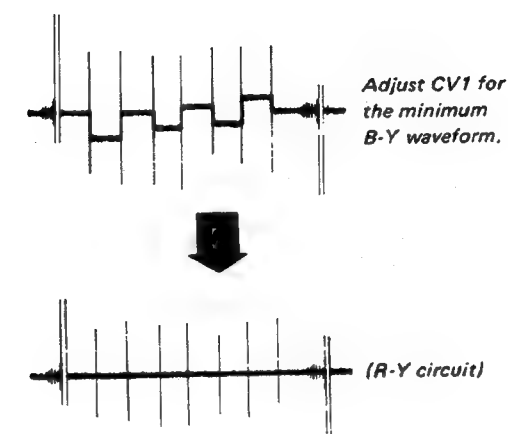 Adjust CV1 for
the minimum
B-Y waveform.
(R-Y circuit)